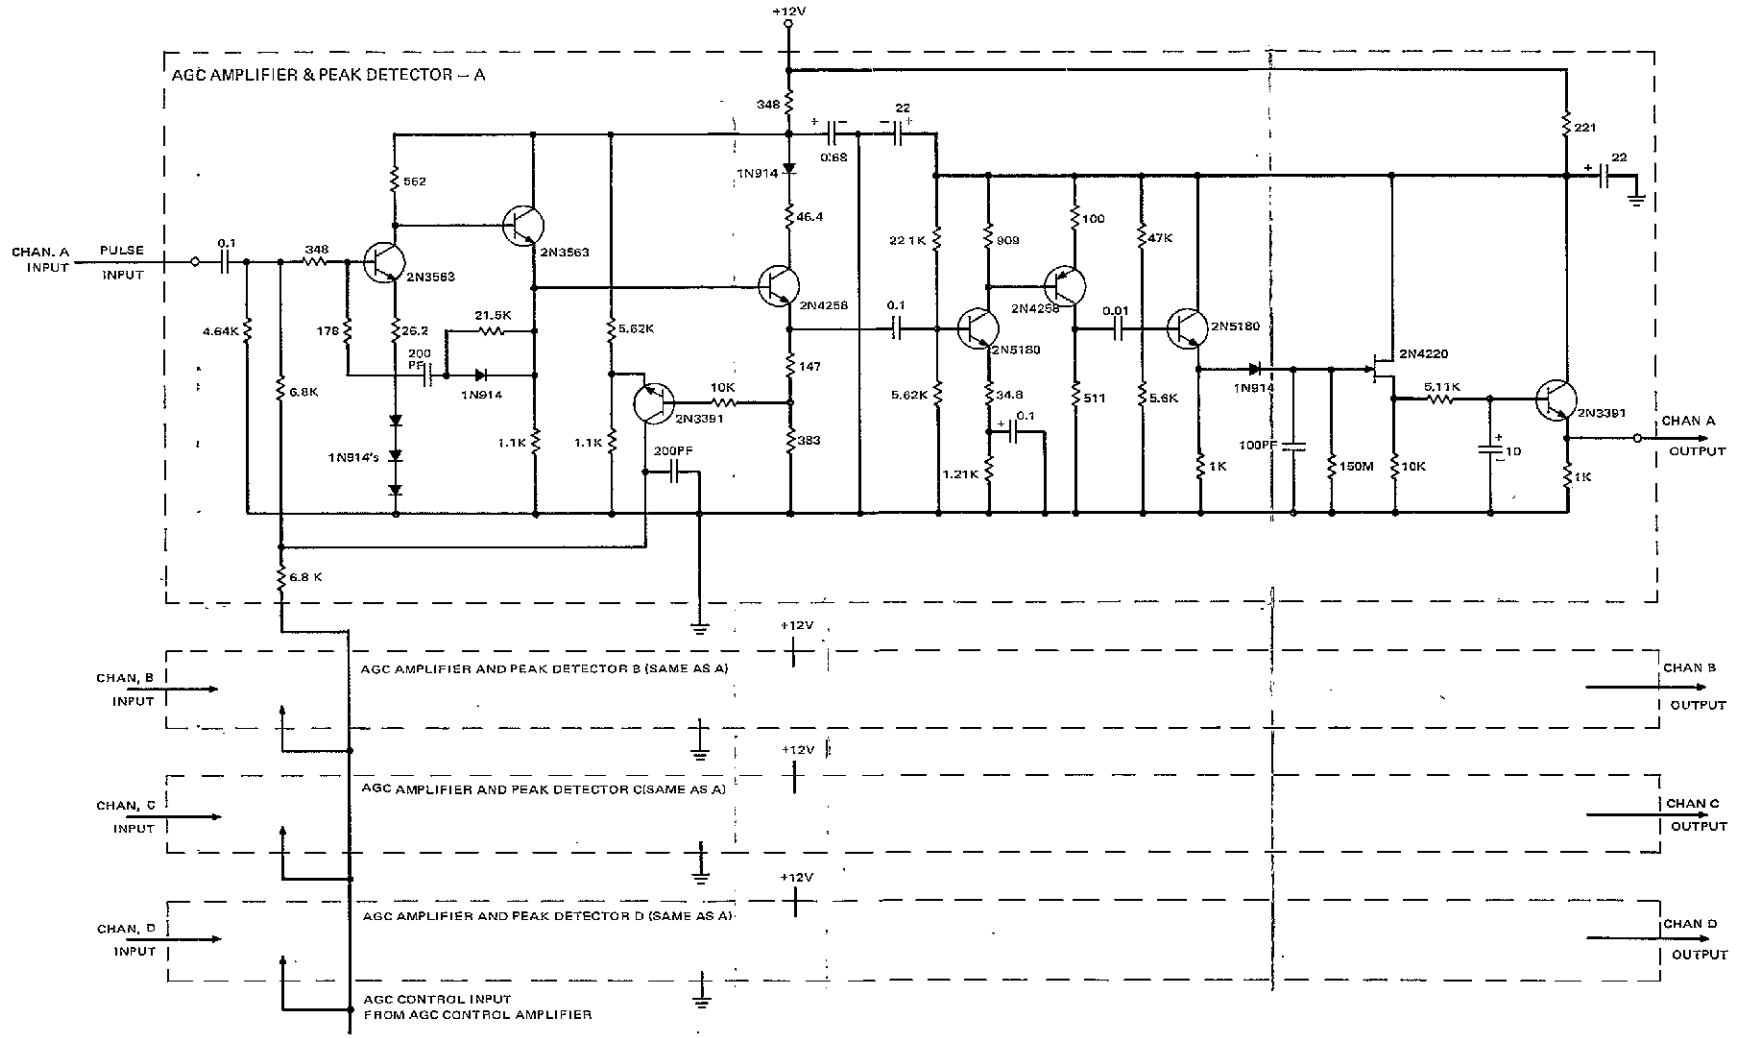 +12V
AGC AMPLIFIER & PEAK DETECTOR – A
348
+ –
0.68
22
– +
221
+
22
562
1N914
46.4
100
22 1K
909
47K
CHAN. A
INPUT
PULSE
INPUT
0.1
348
2N3563
2N3563
2N4258
0.1
2N4258
0.01
2N5180
2N5180
4.64K
178
26.2
21.5K
200
PF
1N914
5.62K
147
10K
2N3391
6.8K
5.62K
34.8
+
0.1
511
5.6K
1N914
2N4220
5.11K
2N3391
CHAN A
OUTPUT
1N914's
1.1K
1.1K
200PF
383
1.21K
1K
100PF
150M
10K
+
–
10
1K
6.8 K
+12V
AGC AMPLIFIER AND PEAK DETECTOR B (SAME AS A)
CHAN, B
INPUT
CHAN B
OUTPUT
+12V
AGC AMPLIFIER AND PEAK DETECTOR C(SAME AS A)
CHAN, C
INPUT
CHAN C
OUTPUT
+12V
AGC AMPLIFIER AND PEAK DETECTOR D (SAME AS A)
CHAN, D
INPUT
CHAN D
OUTPUT
AGC CONTROL INPUT
FROM AGC CONTROL AMPLIFIER